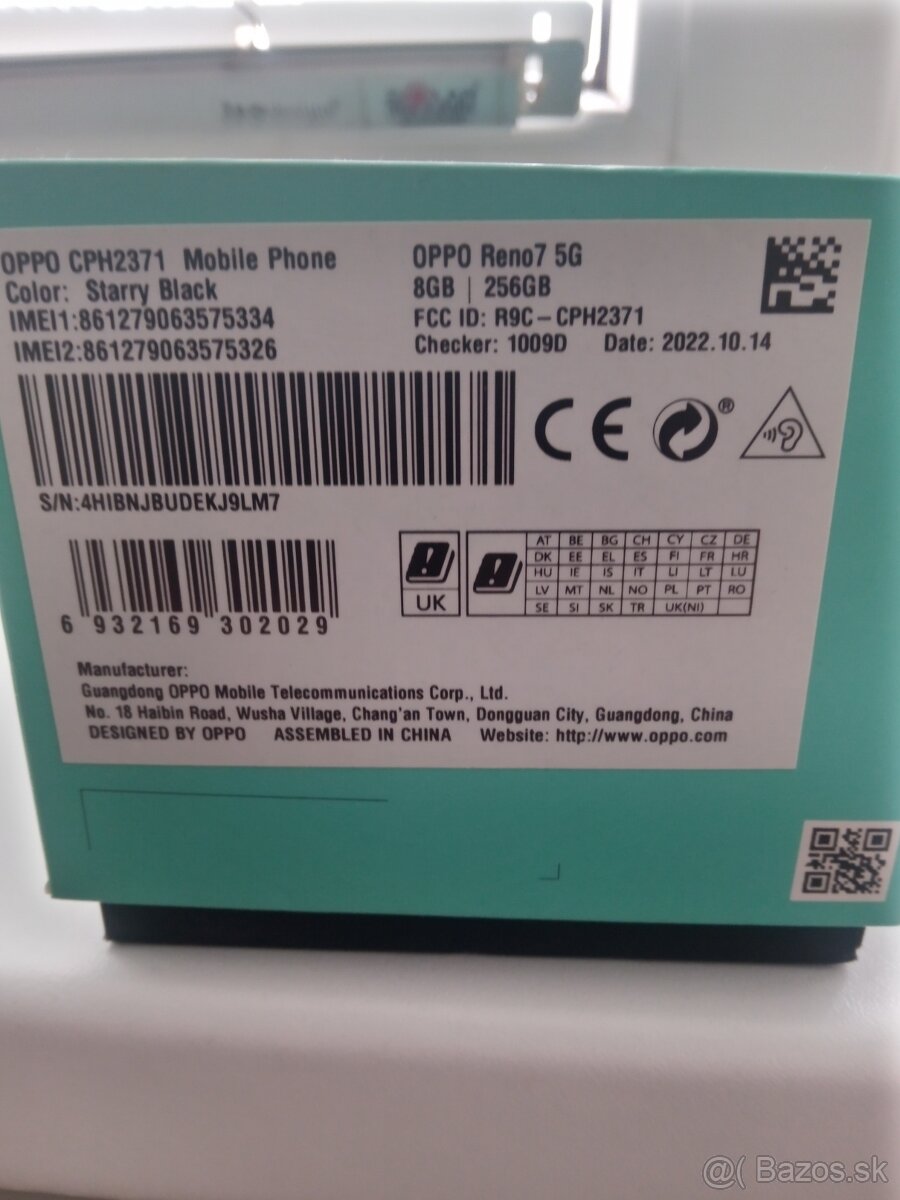 OPPO CPH2371 Mobile Phone
OPPO Reno7 5G
Color: Starry Black
8GB | 256GB
IMEI1:861279063575334
FCC ID: R9C-CPH2371
IMEI2:861279063575326
Checker: 1009D Date: 2022.10.14
CE
®
S/N:4HIBNJBUDEKJ9LM7
UK
AT BE BG CH CY CZ DE
DK EE EL ES FI FR HR
HU IE IS IT LI LT LU
LV MT NL NO PL PT RO
SE SI SK TR UK(NI)
6 932169 302029
Manufacturer:
Guangdong OPPO Mobile Telecommunications Corp., Ltd.
No. 18 Haibin Road, Wusha Village, Chang'an Town, Dongguan City, Guangdong, China
DESIGNED BY OPPO ASSEMBLED IN CHINA Website: http://www.oppo.com
@( Bazos.sk